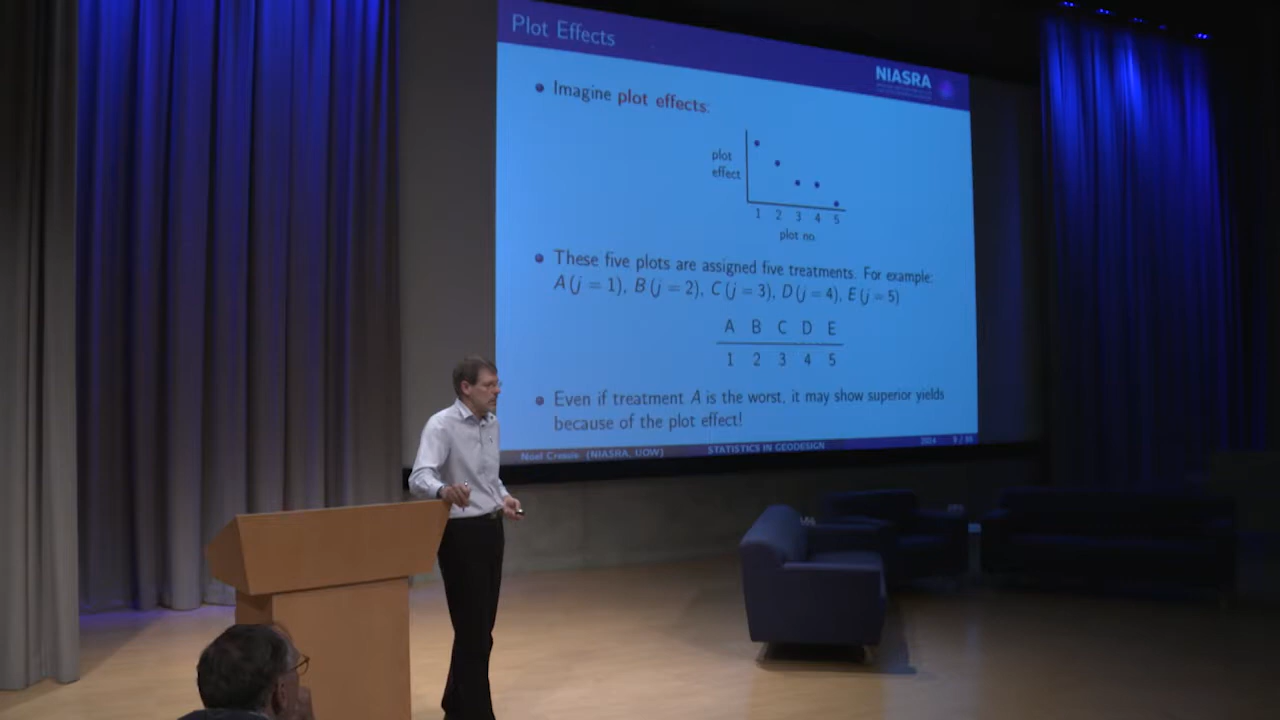 Plot Effects
NIASRA
Imagine plot effects:
plot
effect
1 2 3 4 5
plot no.
These five plots are assigned five treatments. For example:
A (j = 1), B (j = 2), C (j = 3), D (j = 4), E (j = 5)
A B C D E
1 2 3 4 5
Even if treatment A is the worst, it may show superior yields
because of the plot effect!
Noel Cressie (NIASRA, UOW) STATISTICS IN GEODESIGN 2014